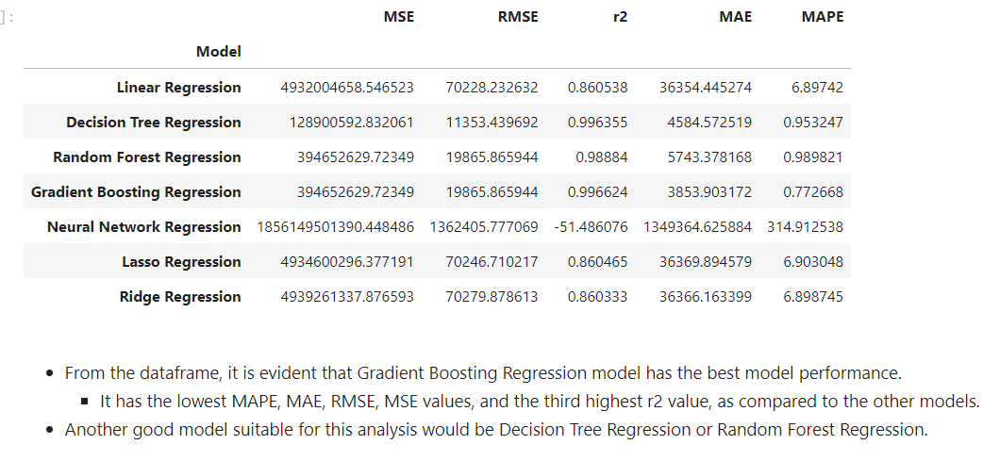 ]:
MSE RMSE r2 MAE MAPE
Model
Linear Regression 4932004658.546523 70228.232632 0.860538 36354.445274 6.89742
Decision Tree Regression 128900592.832061 11353.439692 0.996355 4584.572519 0.953247
Random Forest Regression 394652629.72349 19865.865944 0.98884 5743.378168 0.989821
Gradient Boosting Regression 394652629.72349 19865.865944 0.996624 3853.903172 0.772668
Neural Network Regression 1856149501390.448486 1362405.777069 -51.486076 1349364.625884 314.912538
Lasso Regression 4934600296.377191 70246.710217 0.860465 36369.894579 6.903048
Ridge Regression 4939261337.876593 70279.878613 0.860333 36366.163399 6.898745
• From the dataframe, it is evident that Gradient Boosting Regression model has the best model performance.
▪ It has the lowest MAPE, MAE, RMSE, MSE values, and the third highest r2 value, as compared to the other models.
• Another good model suitable for this analysis would be Decision Tree Regression or Random Forest Regression.